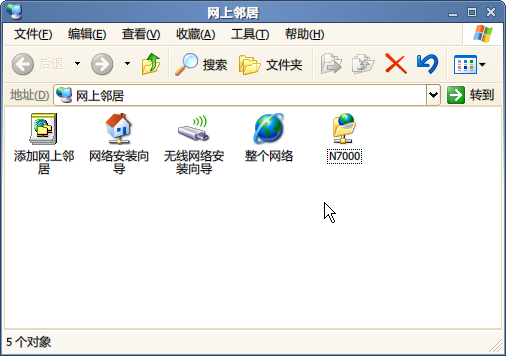 网上邻居
文件(F) 编辑(E) 查看(V) 收藏(A) 工具(T) 帮助(H)
后退 搜索 文件夹
地址(D) 网上邻居 转到
添加网上邻
居
网络安装向
导
无线网络安
装向导
整个网络
N7000
5 个对象